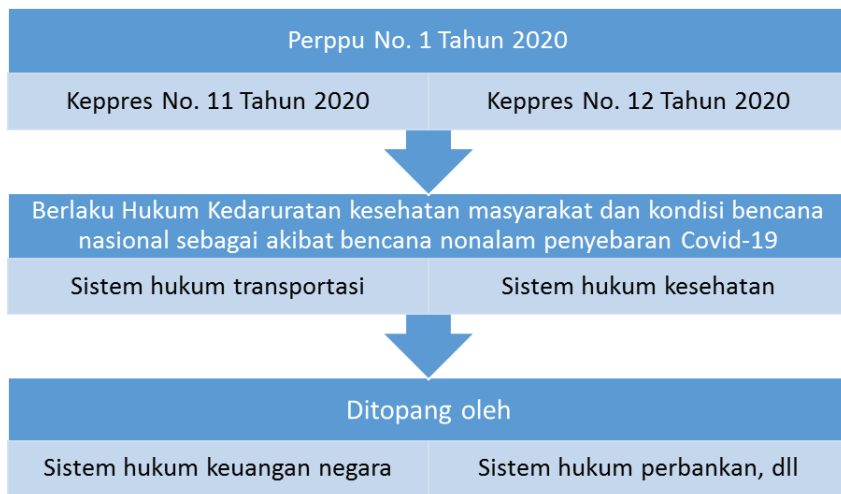 Perppu No. 1 Tahun 2020
Keppres No. 11 Tahun 2020
Keppres No. 12 Tahun 2020
Berlaku Hukum Kedaruratan kesehatan masyarakat dan kondisi bencana
nasional sebagai akibat bencana nonalam penyebaran Covid-19
Sistem hukum transportasi
Sistem hukum kesehatan
Ditopang oleh
Sistem hukum keuangan negara
Sistem hukum perbankan, dll